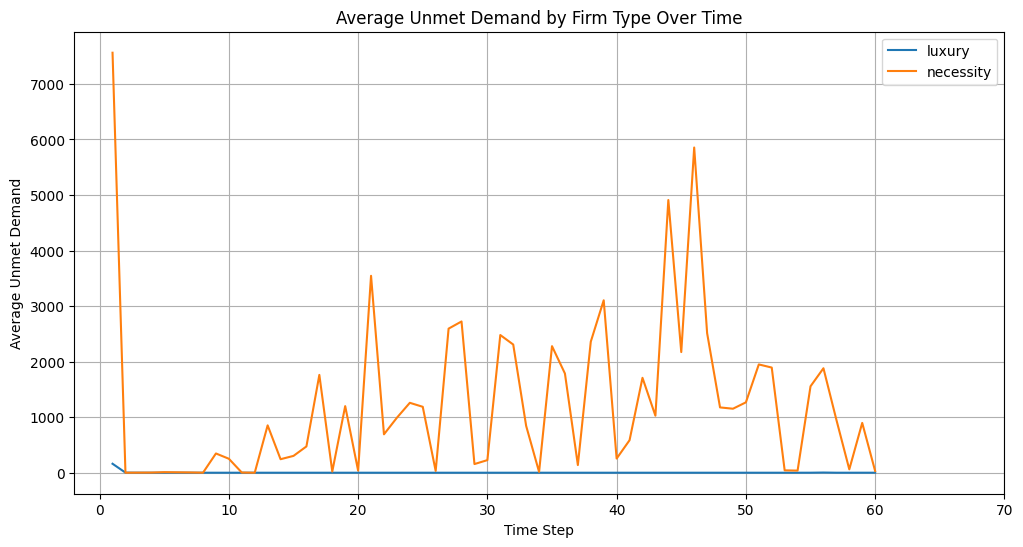 Average Unmet Demand by Firm Type Over Time
luxury
necessity
Average Unmet Demand
7000
6000
5000
4000
3000
2000
1000
0
0 10 20 30 40 50 60 70
Time Step